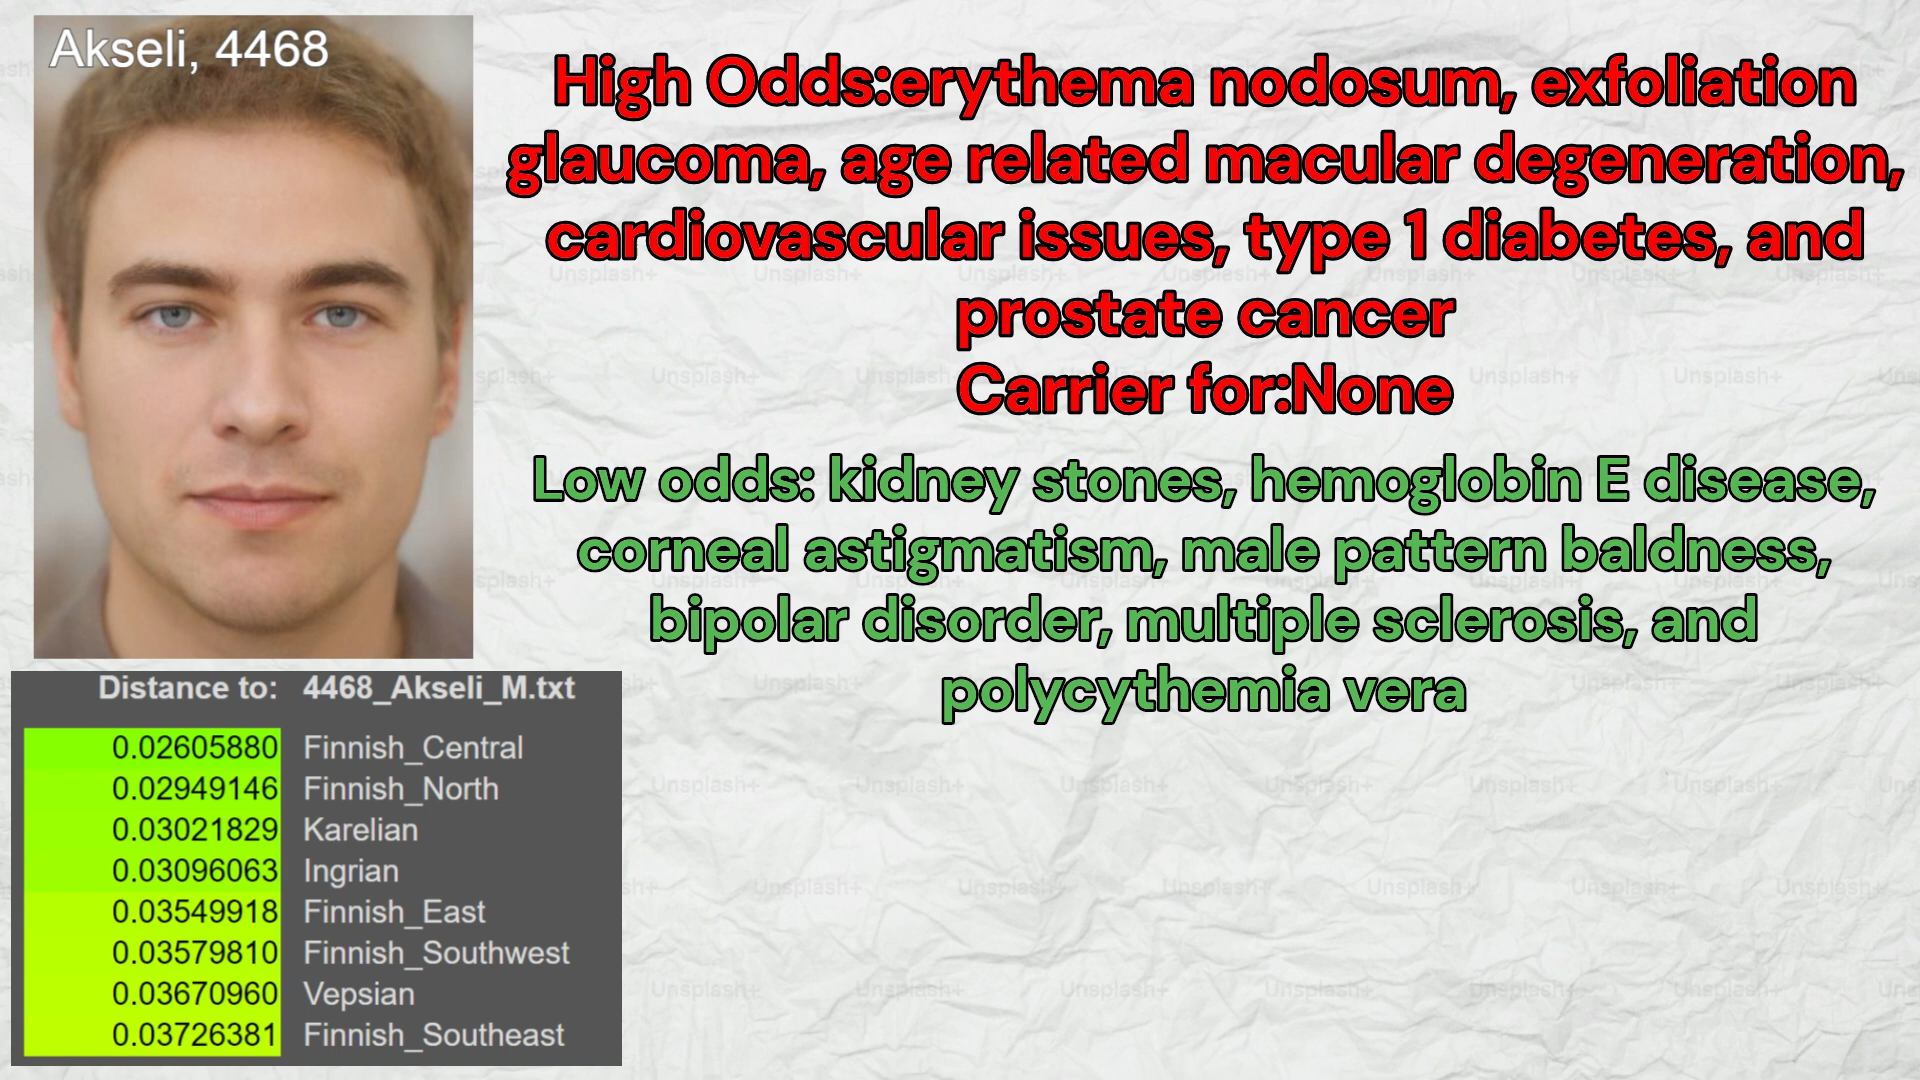 Akseli, 4468
High Odds:erythema nodosum, exfoliation
glaucoma, age related macular degeneration,
cardiovascular issues, type 1 diabetes, and
prostate cancer
Carrier for:None
Low odds: kidney stones, hemoglobin E disease,
corneal astigmatism, male pattern baldness,
bipolar disorder, multiple sclerosis, and
polycythemia vera
Distance to: 4468_Akseli_M.txt
0.02605880 Finnish_Central
0.02949146 Finnish_North
0.03021829 Karelian
0.03096063 Ingrian
0.03549918 Finnish_East
0.03579810 Finnish_Southwest
0.03670960 Vepsian
0.03726381 Finnish_Southeast
Unsplash+